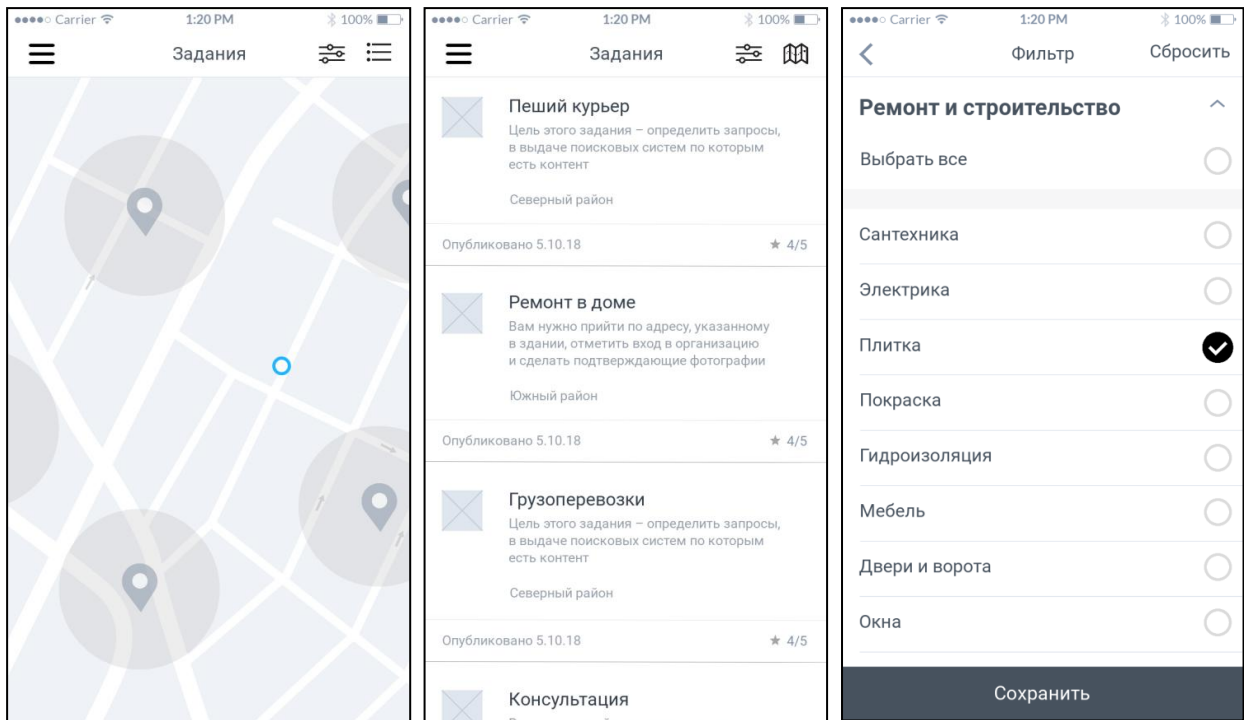 Carrier 1:20 PM 100%
Задания
Carrier 1:20 PM 100%
Задания
Пеший курьер
Цель этого задания – определить запросы,
в выдаче поисковых систем по которым
есть контент
Северный район
Опубликовано 5.10.18 4/5
Ремонт в доме
Вам нужно прийти по адресу, указанному
в здании, отметить вход в организацию
и сделать подтверждающие фотографии
Южный район
Опубликовано 5.10.18 4/5
Грузоперевозки
Цель этого задания – определить запросы,
в выдаче поисковых систем по которым
есть контент
Северный район
Опубликовано 5.10.18 4/5
Консультация
Carrier 1:20 PM 100%
Фильтр Сбросить
Ремонт и строительство
Выбрать все
Сантехника
Электрика
Плитка
Покраска
Гидроизоляция
Мебель
Двери и ворота
Окна
Сохранить